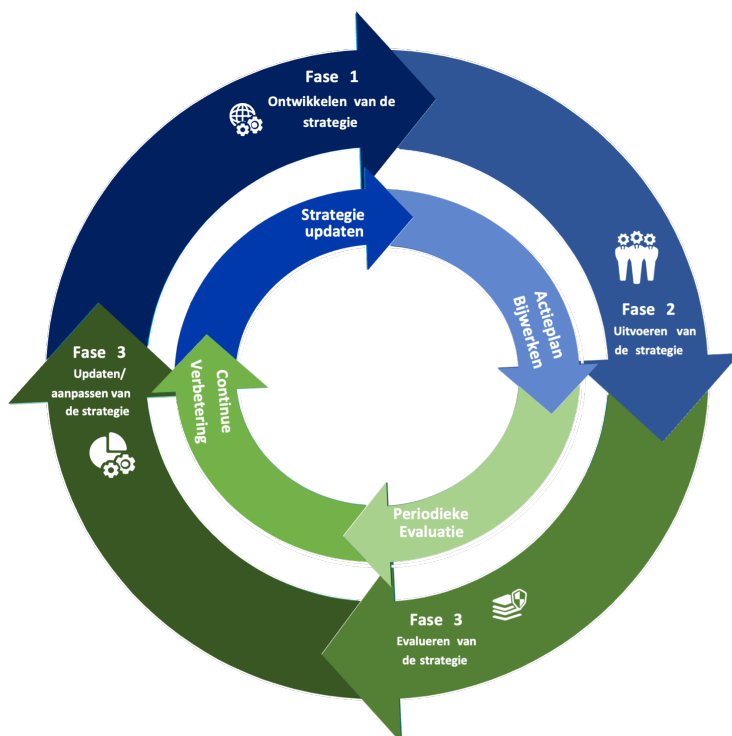 Fase 1
Ontwikkelen van de
strategie
Fase 2
Uitvoeren van
de strategie
Fase 3
Evalueren van
de strategie
Fase 3
Updaten/
aanpassen van
de strategie
Strategie
updaten
Actieplan
Bijwerken
Periodieke
Evaluatie
Continue
Verbetering